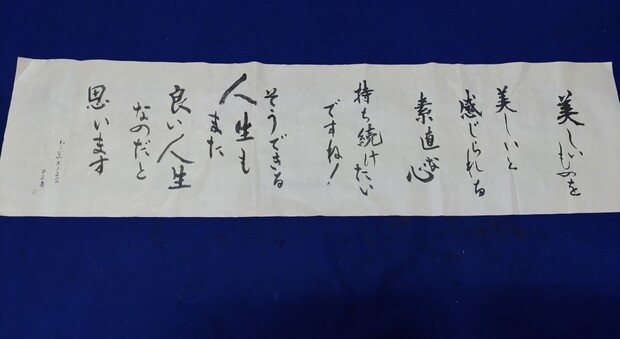 美しいものを
美しいと
感じられる
素直な心
持ち続けたい
ですね！
そうできる
人生も
また
良い人生
なのだと
思います